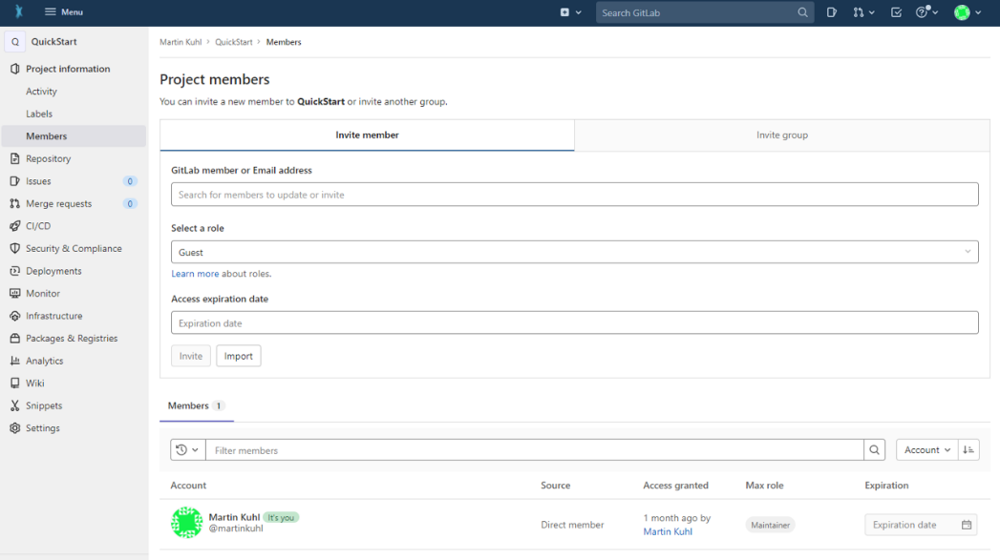 Menu
Search GitLab
Q QuickStart
Project information
Activity
Labels
Members
Repository
Issues 0
Merge requests 0
CI/CD
Security & Compliance
Deployments
Monitor
Infrastructure
Packages & Registries
Analytics
Wiki
Snippets
Settings
Martin Kuhl > QuickStart > Members
Project members
You can invite a new member to QuickStart or invite another group.
Invite member Invite group
GitLab member or Email address
Search for members to update or invite
Select a role
Guest
Learn more about roles.
Access expiration date
Expiration date
Invite Import
Members 1
Filter members Account
Account Source Access granted Max role Expiration
Martin Kuhl It's you
@martinkuhl
Direct member
1 month ago by
Martin Kuhl
Maintainer
Expiration date